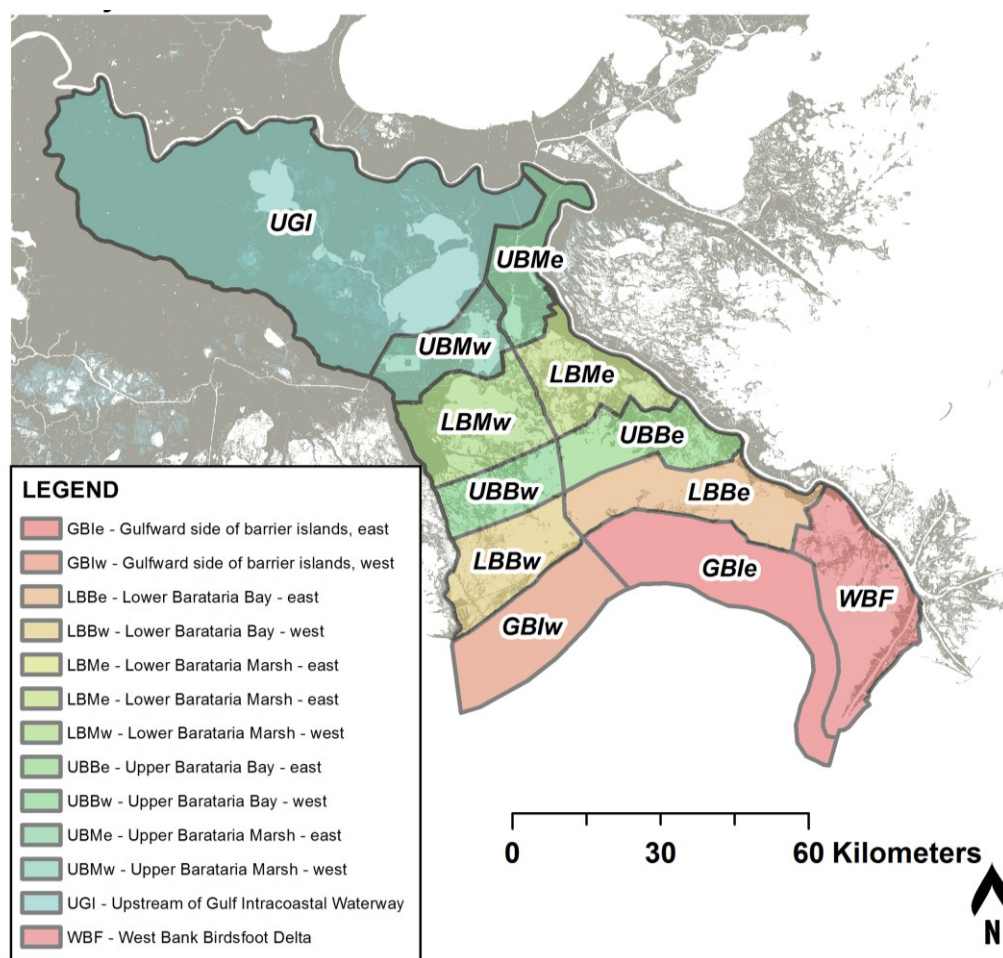 UGI
UBMe
UBMw
LBMe
LBMw
UBBe
UBBw
LBBe
LBBw
GBIe
WBF
GBIw
LEGEND
GBIe - Gulfward side of barrier islands, east
GBIw - Gulfward side of barrier islands, west
LBBe - Lower Barataria Bay - east
LBBw - Lower Barataria Bay - west
LBMe - Lower Barataria Marsh - east
LBMe - Lower Barataria Marsh - east
LBMw - Lower Barataria Marsh - west
UBBe - Upper Barataria Bay - east
UBBw - Upper Barataria Bay - west
UBMe - Upper Barataria Marsh - east
UBMw - Upper Barataria Marsh - west
UGI - Upstream of Gulf Intracoastal Waterway
WBF - West Bank Birdsfoot Delta
0 30 60 Kilometers
N